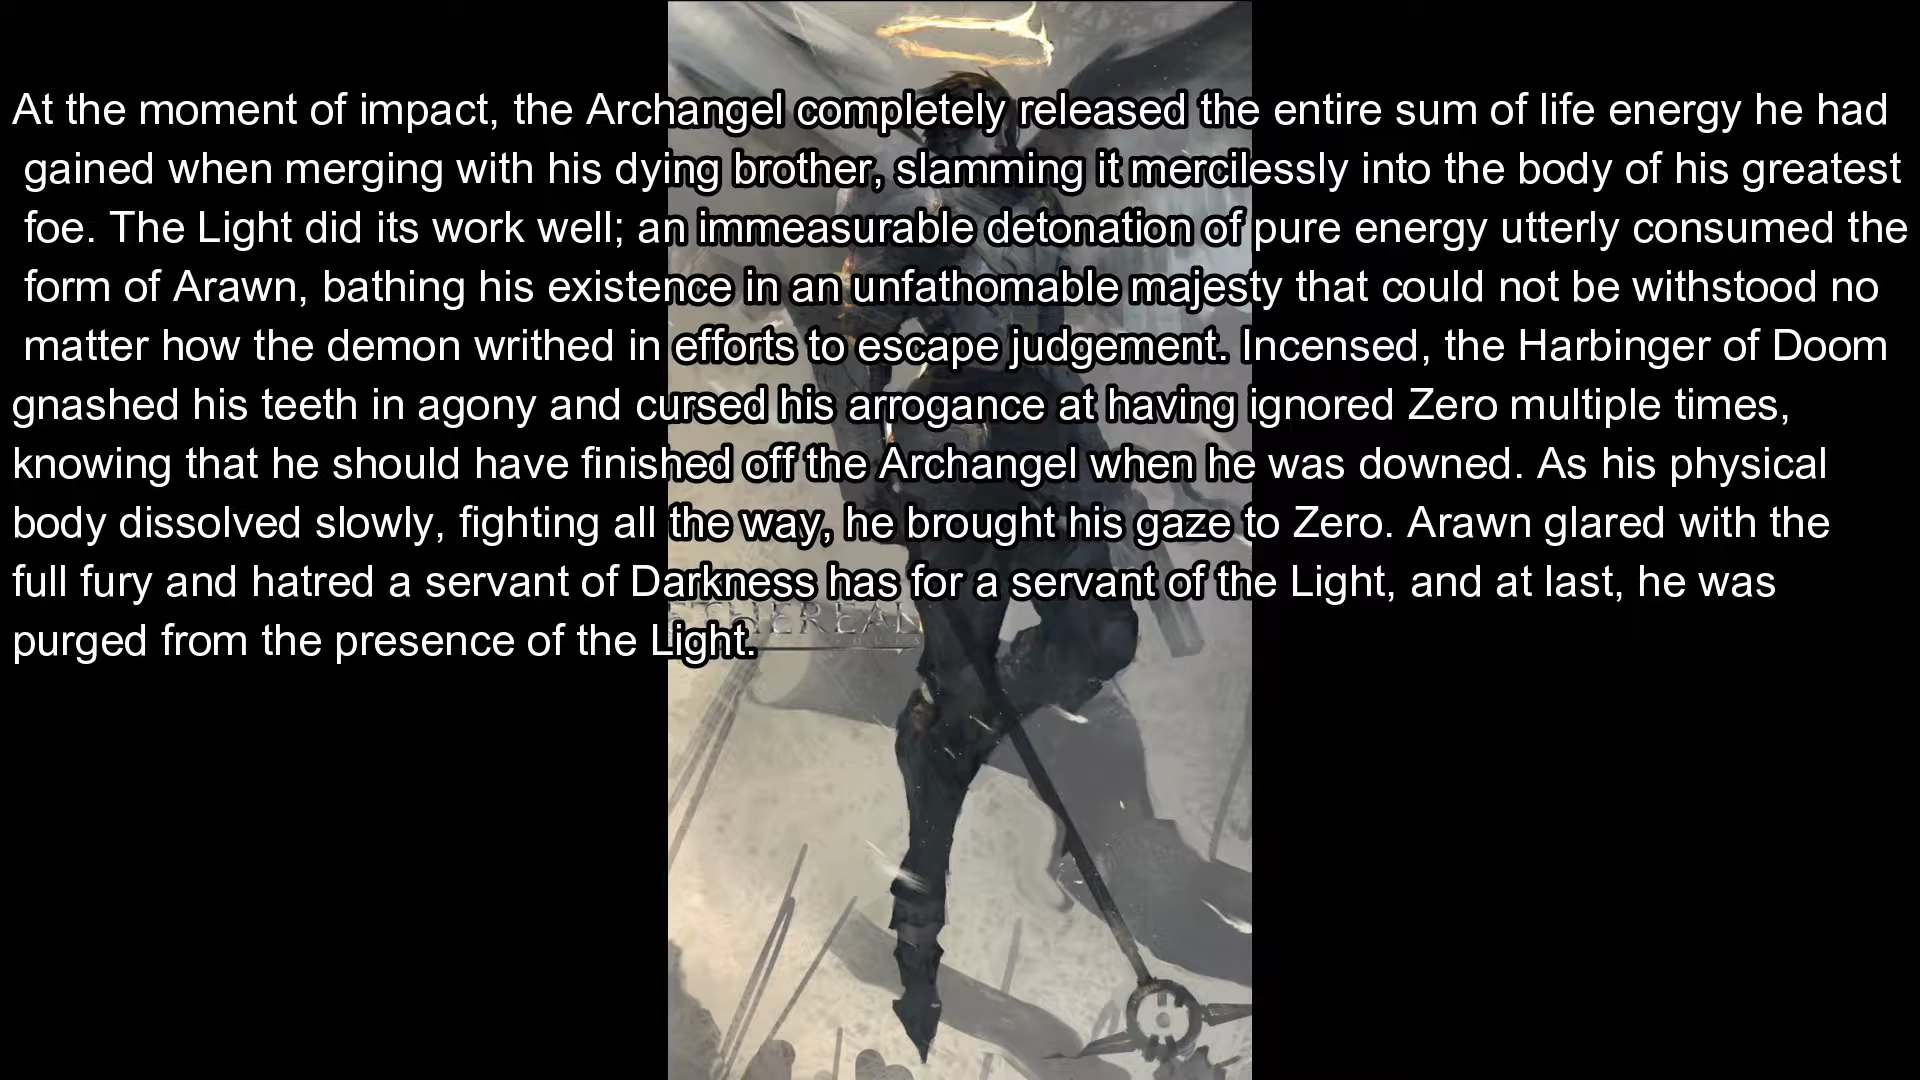 At the moment of impact, the Archangel completely released the entire sum of life energy he had
gained when merging with his dying brother, slamming it mercilessly into the body of his greatest
foe. The Light did its work well; an immeasurable detonation of pure energy utterly consumed the
form of Arawn, bathing his existence in an unfathomable majesty that could not be withstood no
matter how the demon writhed in efforts to escape judgement. Incensed, the Harbinger of Doom
gnashed his teeth in agony and cursed his arrogance at having ignored Zero multiple times,
knowing that he should have finished off the Archangel when he was downed. As his physical
body dissolved slowly, fighting all the way, he brought his gaze to Zero. Arawn glared with the
full fury and hatred a servant of Darkness has for a servant of the Light, and at last, he was
purged from the presence of the Light.